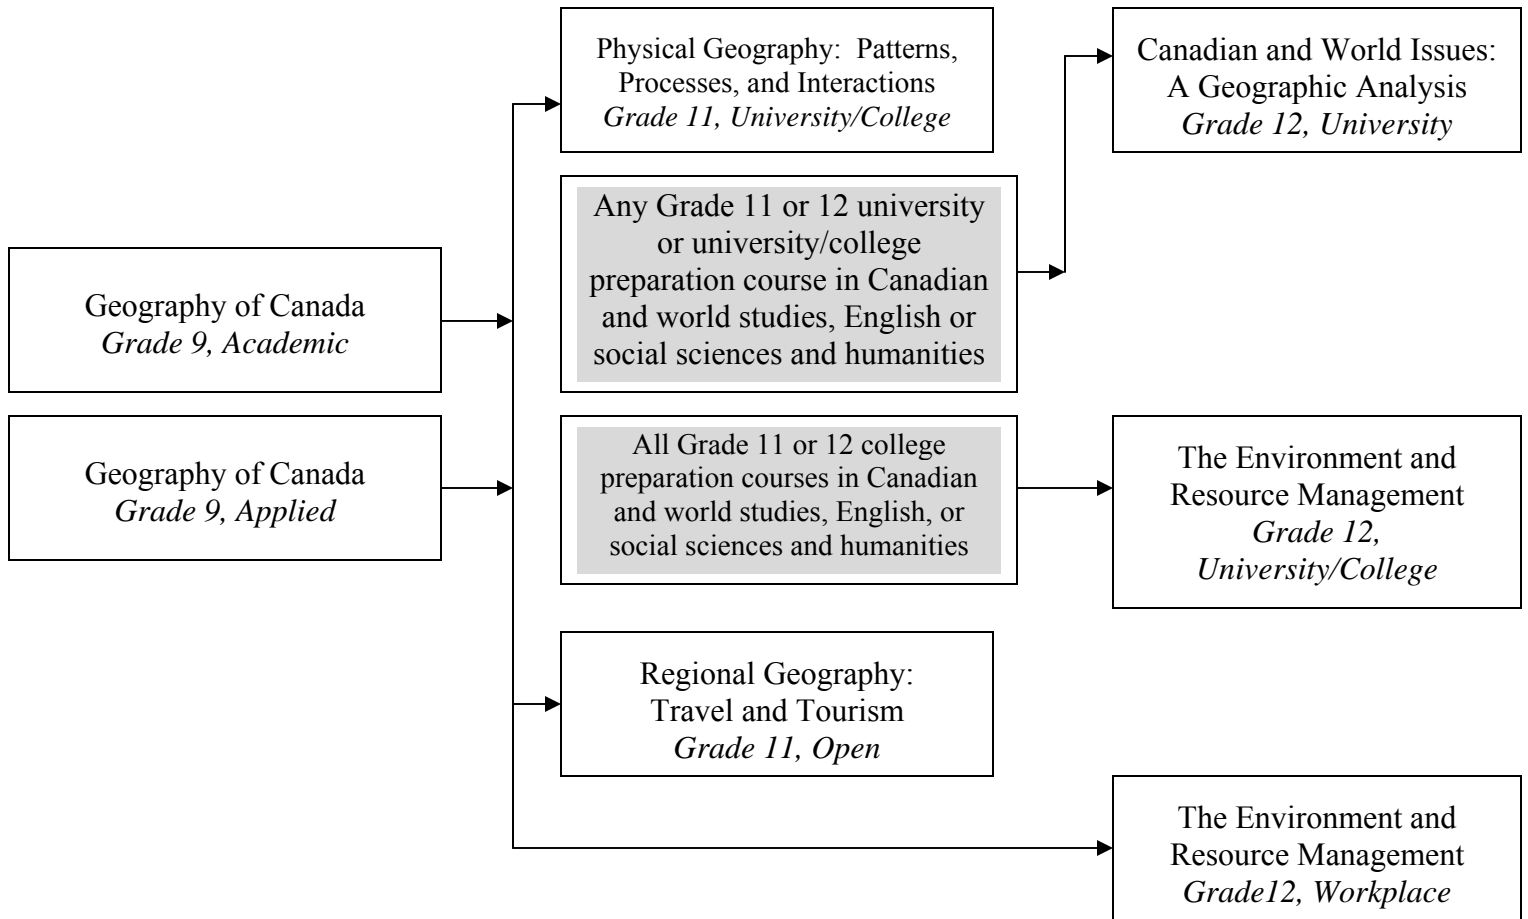 Physical Geography: Patterns,
Processes, and Interactions
Grade 11, University/College
Canadian and World Issues:
A Geographic Analysis
Grade 12, University
Any Grade 11 or 12 university
or university/college
preparation course in Canadian
and world studies, English or
social sciences and humanities
Geography of Canada
Grade 9, Academic
Geography of Canada
Grade 9, Applied
All Grade 11 or 12 college
preparation courses in Canadian
and world studies, English, or
social sciences and humanities
The Environment and
Resource Management
Grade 12,
University/College
Regional Geography:
Travel and Tourism
Grade 11, Open
The Environment and
Resource Management
Grade12, Workplace